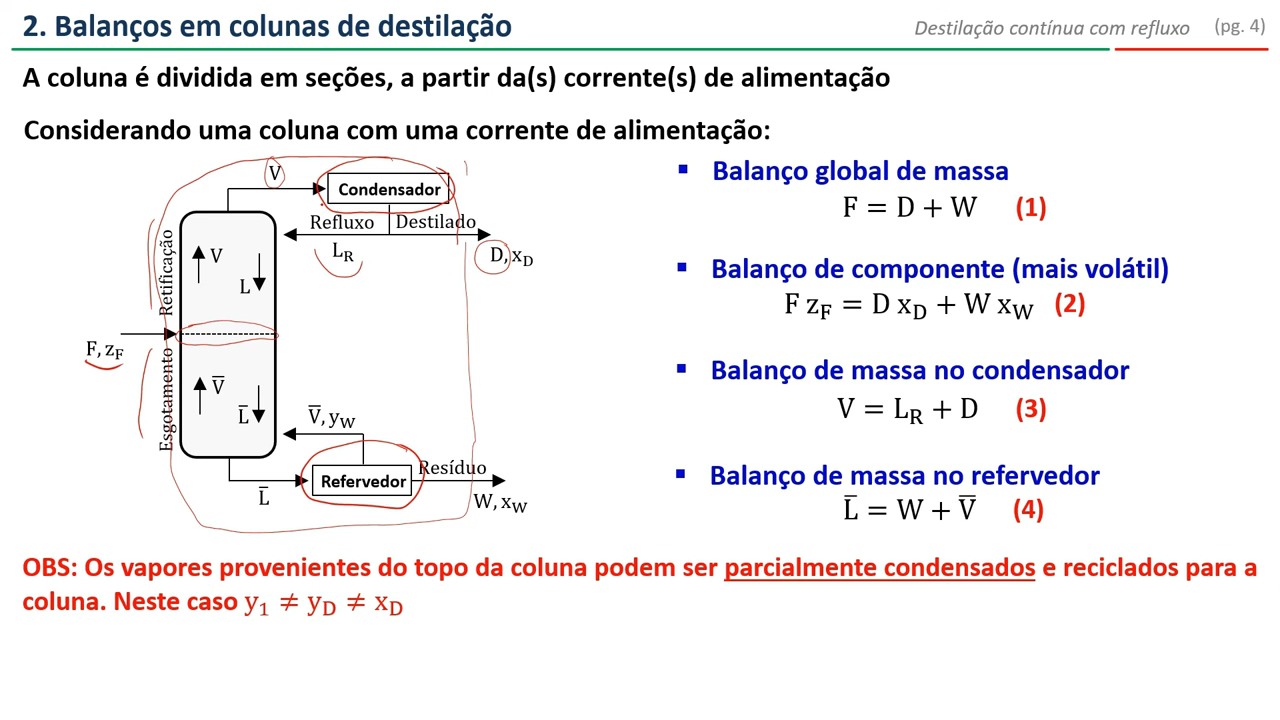 2. Balanços em colunas de destilação
Destilação contínua com refluxo (pg. 4)
A coluna é dividida em seções, a partir da(s) corrente(s) de alimentação
Considerando uma coluna com uma corrente de alimentação:
V
Condensador
Refluxo
Destilado
L_R
D, x_D
Retificação
V
L
F, z_F
Esgotamento
V̅
L̅
V̅, y_W
Refervedor
Resíduo
L̅
W, x_W
▪ Balanço global de massa
F = D + W (1)
▪ Balanço de componente (mais volátil)
F z_F = D x_D + W x_W (2)
▪ Balanço de massa no condensador
V = L_R + D (3)
▪ Balanço de massa no refervedor
L̅ = W + V̅ (4)
OBS: Os vapores provenientes do topo da coluna podem ser parcialmente condensados e reciclados para a
coluna. Neste caso y₁ ≠ y_D ≠ x_D